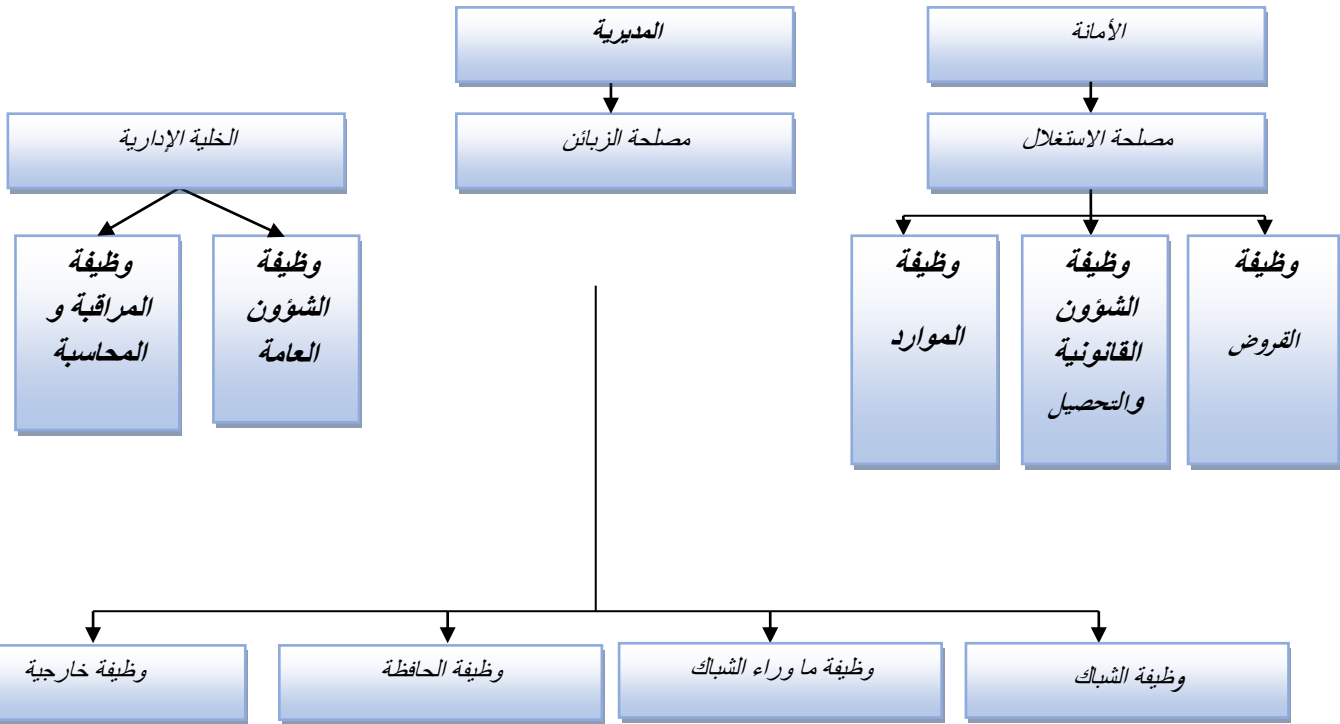 الأمانة
المديرية
مصلحة الاستغلال
مصلحة الزبائن
الخلية الإدارية
وظيفة
القروض
وظيفة
الشؤون
القانونية
والتحصيل
وظيفة
الموارد
وظيفة
الشؤون
العامة
وظيفة
المراقبة و
المحاسبة
وظيفة الشباك
وظيفة ما وراء الشباك
وظيفة الحافظة
وظيفة خارجية